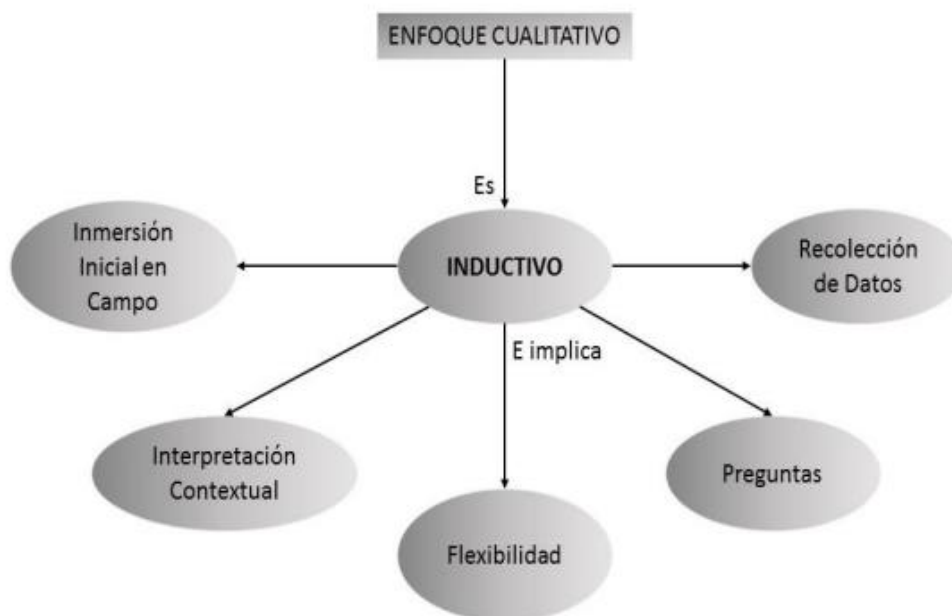 ENFOQUE CUALITATIVO
Es
Inmersión
Inicial en
Campo
INDUCTIVO
Recolección
de Datos
E implica
Interpretación
Contextual
Flexibilidad
Preguntas